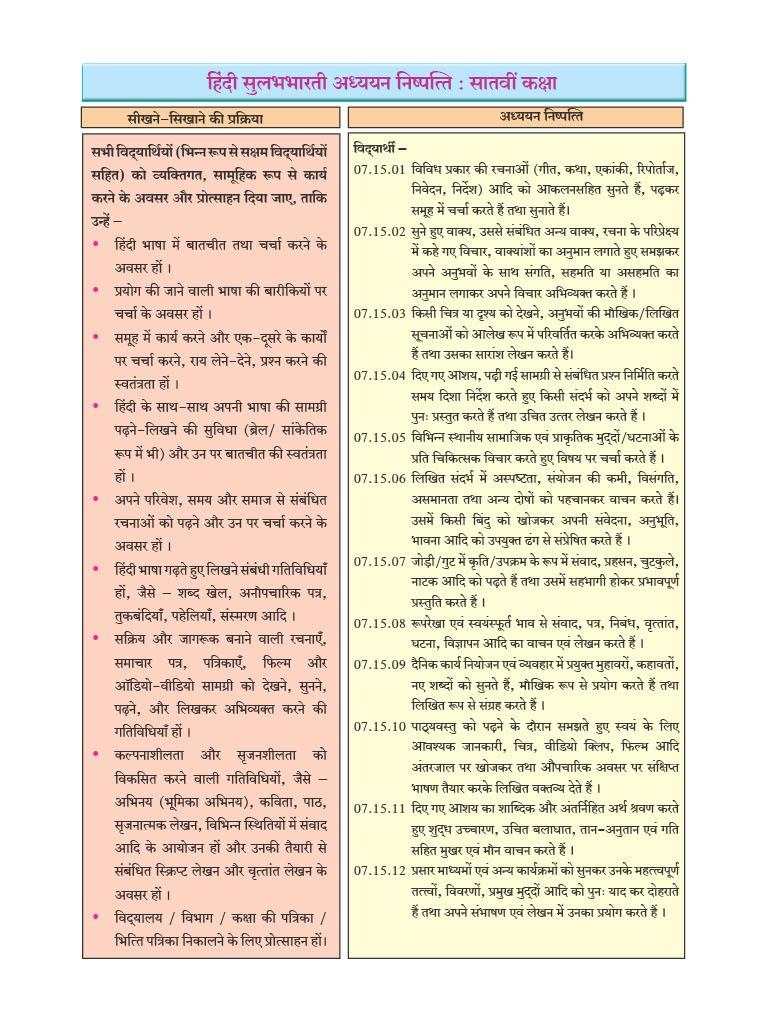 हिंदी सुलभभारती अध्ययन निष्पत्ति : सातवीं कक्षा
सीखने-सिखाने की प्रक्रिया
सभी विद्‌यार्थियों (भिन्न रूप से सक्षम विद्‌यार्थियों
सहित) को व्यक्तिगत, सामूहिक रूप से कार्य
करने के अवसर और प्रोत्साहन दिया जाए, ताकि
उन्हें –
• हिंदी भाषा में बातचीत तथा चर्चा करने के
अवसर हों ।
• प्रयोग की जाने वाली भाषा की बारीकियों पर
चर्चा के अवसर हों ।
• समूह में कार्य करने और एक-दूसरे के कार्यों
पर चर्चा करने, राय लेने-देने, प्रश्न करने की
स्वतंत्रता हों ।
• हिंदी के साथ-साथ अपनी भाषा की सामग्री
पढ़ने-लिखने की सुविधा (ब्रेल/ सांकेतिक
रूप में भी) और उन पर बातचीत की स्वतंत्रता
हों ।
• अपने परिवेश, समय और समाज से संबंधित
रचनाओं को पढ़ने और उन पर चर्चा करने के
अवसर हों ।
• हिंदी भाषा गढ़ते हुए लिखने संबंधी गतिविधियाँ
हों, जैसे – शब्द खेल, अनौपचारिक पत्र,
तुकबंदियाँ, पहेलियाँ, संस्मरण आदि ।
• सक्रिय और जागरूक बनाने वाली रचनाएँ,
समाचार पत्र, पत्रिकाएँ, फिल्म और
ऑडियो-वीडियो सामग्री को देखने, सुनने,
पढ़ने, और लिखकर अभिव्यक्त करने की
गतिविधियाँ हों ।
• कल्पनाशीलता और सृजनशीलता को
विकसित करने वाली गतिविधियों, जैसे –
अभिनय (भूमिका अभिनय), कविता, पाठ,
सृजनात्मक लेखन, विभिन्न स्थितियों में संवाद
आदि के आयोजन हों और उनकी तैयारी से
संबंधित स्क्रिप्ट लेखन और वृत्तांत लेखन के
अवसर हों ।
• विद्‌यालय / विभाग / कक्षा की पत्रिका /
भित्ति पत्रिका निकालने के लिए प्रोत्साहन हों।
अध्ययन निष्पत्ति
विद्‌यार्थी –
07.15.01 विविध प्रकार की रचनाओं (गीत, कथा, एकांकी, रिपोर्ताज,
निवेदन, निर्देश) आदि को आकलनसहित सुनते हैं, पढ़कर
समूह में चर्चा करते हैं तथा सुनाते हैं।
07.15.02 सुने हुए वाक्य, उससे संबंधित अन्य वाक्य, रचना के परिप्रेक्ष्य
में कहे गए विचार, वाक्यांशों का अनुमान लगाते हुए समझकर
अपने अनुभवों के साथ संगति, सहमति या असहमति का
अनुमान लगाकर अपने विचार अभिव्यक्त करते हैं ।
07.15.03 किसी चित्र या दृश्य को देखने, अनुभवों की मौखिक/लिखित
सूचनाओं को आलेख रूप में परिवर्तित करके अभिव्यक्त करते
हैं तथा उसका सारांश लेखन करते हैं।
07.15.04 दिए गए आशय, पढ़ी गई सामग्री से संबंधित प्रश्न निर्मिति करते
समय दिशा निर्देश करते हुए किसी संदर्भ को अपने शब्दों में
पुनः प्रस्तुत करते हैं तथा उचित उत्तर लेखन करते हैं ।
07.15.05 विभिन्न स्थानीय सामाजिक एवं प्राकृतिक मुद्‌दों/घटनाओं के
प्रति चिकित्सक विचार करते हुए विषय पर चर्चा करते हैं ।
07.15.06 लिखित संदर्भ में अस्पष्टता, संयोजन की कमी, विसंगति,
असमानता तथा अन्य दोषों को पहचानकर वाचन करते हैं।
उसमें किसी बिंदु को खोजकर अपनी संवेदना, अनुभूति,
भावना आदि को उपयुक्त ढंग से संप्रेषित करते हैं ।
07.15.07 जोड़ी/गुट में कृति/उपक्रम के रूप में संवाद, प्रहसन, चुटकुले,
नाटक आदि को पढ़ते हैं तथा उसमें सहभागी होकर प्रभावपूर्ण
प्रस्तुति करते हैं ।
07.15.08 रूपरेखा एवं स्वयंस्फूर्त भाव से संवाद, पत्र, निबंध, वृत्तांत,
घटना, विज्ञापन आदि का वाचन एवं लेखन करते हैं ।
07.15.09 दैनिक कार्य नियोजन एवं व्यवहार में प्रयुक्त मुहावरों, कहावतों,
नए शब्दों को सुनते हैं, मौखिक रूप से प्रयोग करते हैं तथा
लिखित रूप से संग्रह करते हैं ।
07.15.10 पाठ्यवस्तु को पढ़ने के दौरान समझते हुए स्वयं के लिए
आवश्यक जानकारी, चित्र, वीडियो क्लिप, फिल्म आदि
अंतरजाल पर खोजकर तथा औपचारिक अवसर पर संक्षिप्त
भाषण तैयार करके लिखित वक्तव्य देते हैं ।
07.15.11 दिए गए आशय का शाब्दिक और अंतर्निहित अर्थ श्रवण करते
हुए शुद्‌ध उच्चारण, उचित बलाघात, तान-अनुतान एवं गति
सहित मुखर एवं मौन वाचन करते हैं ।
07.15.12 प्रसार माध्यमों एवं अन्य कार्यक्रमों को सुनकर उनके महत्त्वपूर्ण
तत्त्वों, विवरणों, प्रमुख मुद्‌दों आदि को पुनः याद कर दोहराते
हैं तथा अपने संभाषण एवं लेखन में उनका प्रयोग करते हैं ।